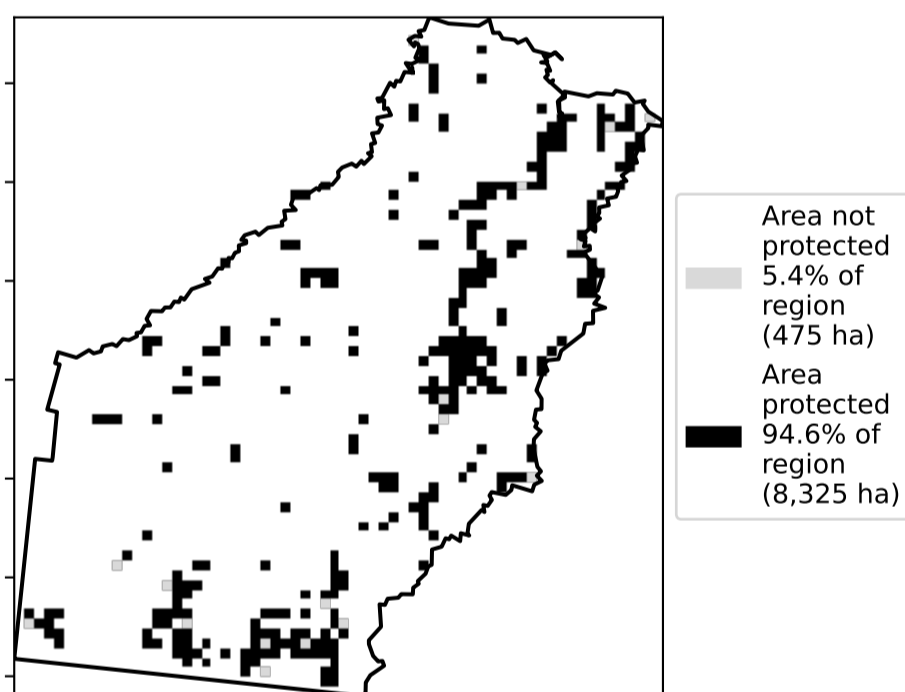 Area not
protected
5.4% of
region
(475 ha)
Area
protected
94.6% of
region
(8,325 ha)